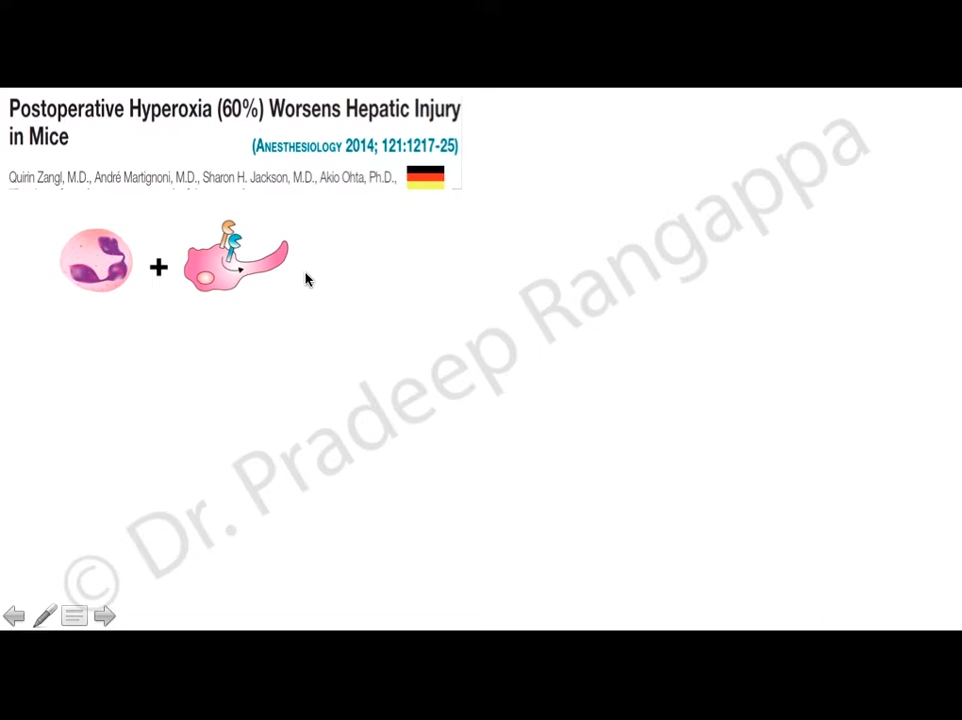 Postoperative Hyperoxia (60%) Worsens Hepatic Injury
in Mice
(ANESTHESIOLOGY 2014; 121:1217-25)
Quirin Zangl, M.D., André Martignoni, M.D., Sharon H. Jackson, M.D., Akio Ohta, Ph.D.,
+
© Dr. Pradeep Rangappa